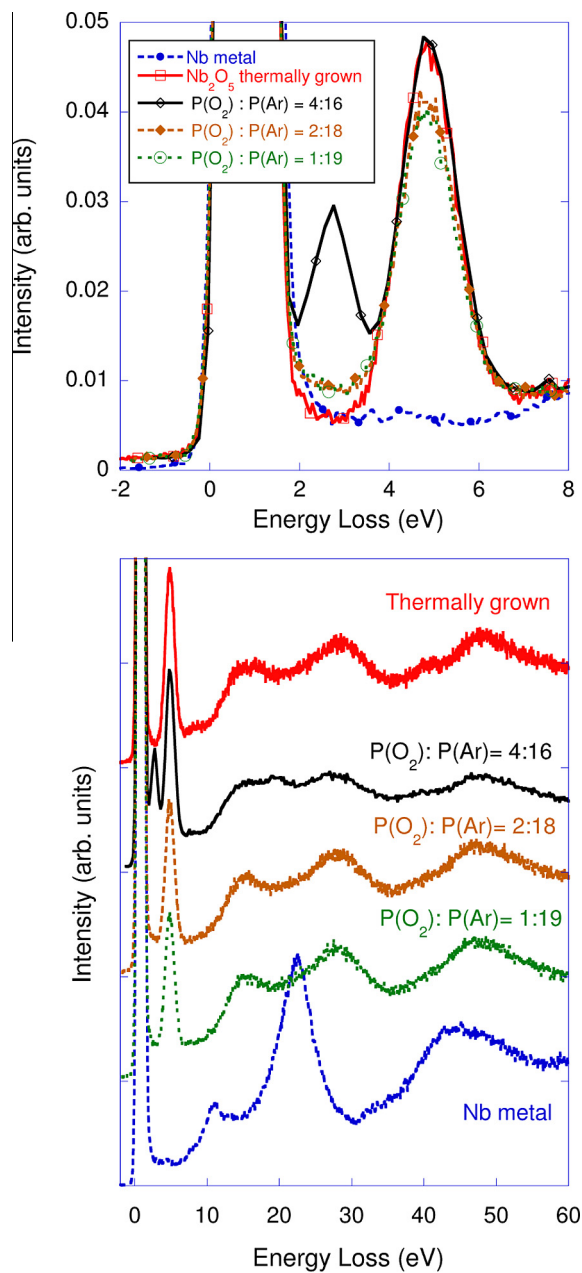 0.05
0.04
0.03
0.02
0.01
0
Intensity (arb. units)
Nb metal
Nb2O5 thermally grown
P(O2) : P(Ar) = 4:16
P(O2) : P(Ar) = 2:18
P(O2) : P(Ar) = 1:19
-2 0 2 4 6 8
Energy Loss (eV)
Intensity (arb. units)
Thermally grown
P(O2): P(Ar)= 4:16
P(O2): P(Ar)= 2:18
P(O2): P(Ar)= 1:19
Nb metal
0 10 20 30 40 50 60
Energy Loss (eV)